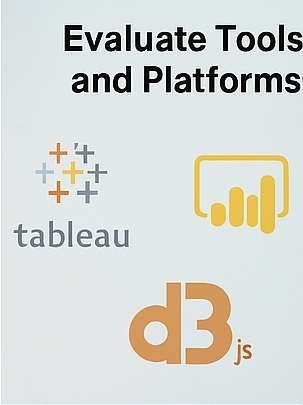 Evaluate Tools
and Platforms
tableau
d3
js